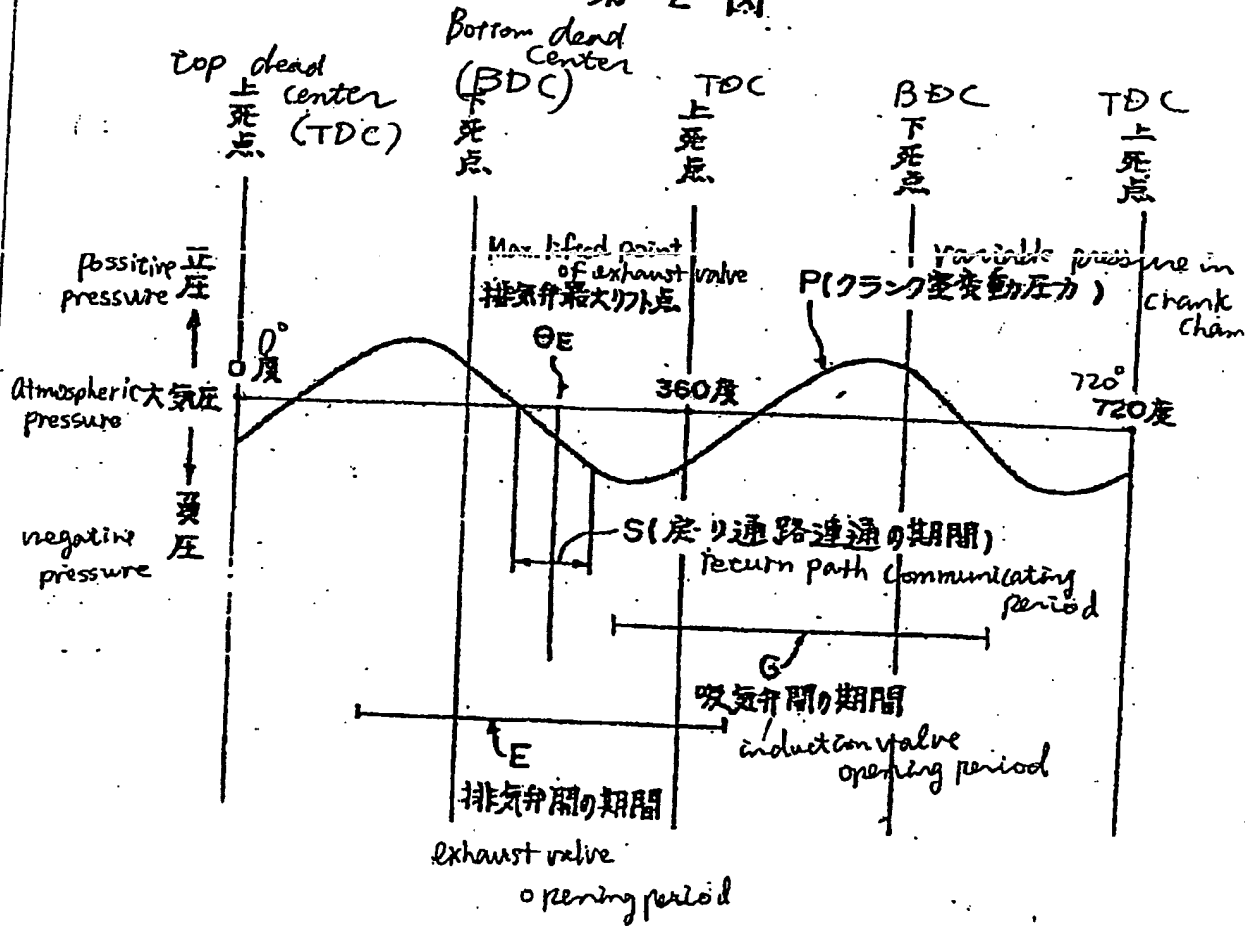 第2図
top dead
center
(TDC)
上死点
Bottom dead
center
(BDC)
下死点
TDC
上死点
BDC
下死点
TDC
上死点
possitive
pressure
正圧
0°
0度
Atmospheric
pressure
大気圧
負圧
negative
pressure
Max lifted point
of exhaust valve
排気弁最大リフト点
ΘE
360度
Variable pressure in
chank
cham
P(クランク室変動圧力)
720°
720度
S(戻り通路連通の期間)
return path communicating
period
G
吸気弁開の期間
induction valve
opening period
E
排気弁開の期間
exhaust valve
opening period